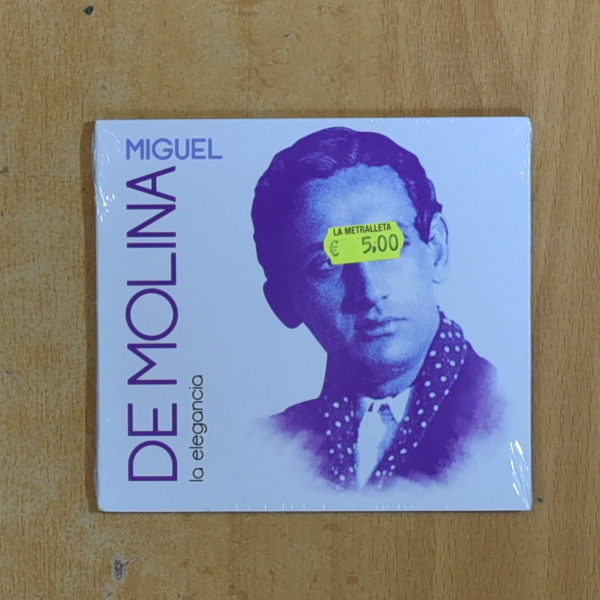 MIGUEL
DE MOLINA
la elegancia
LA METRALLETA
€ 5,00